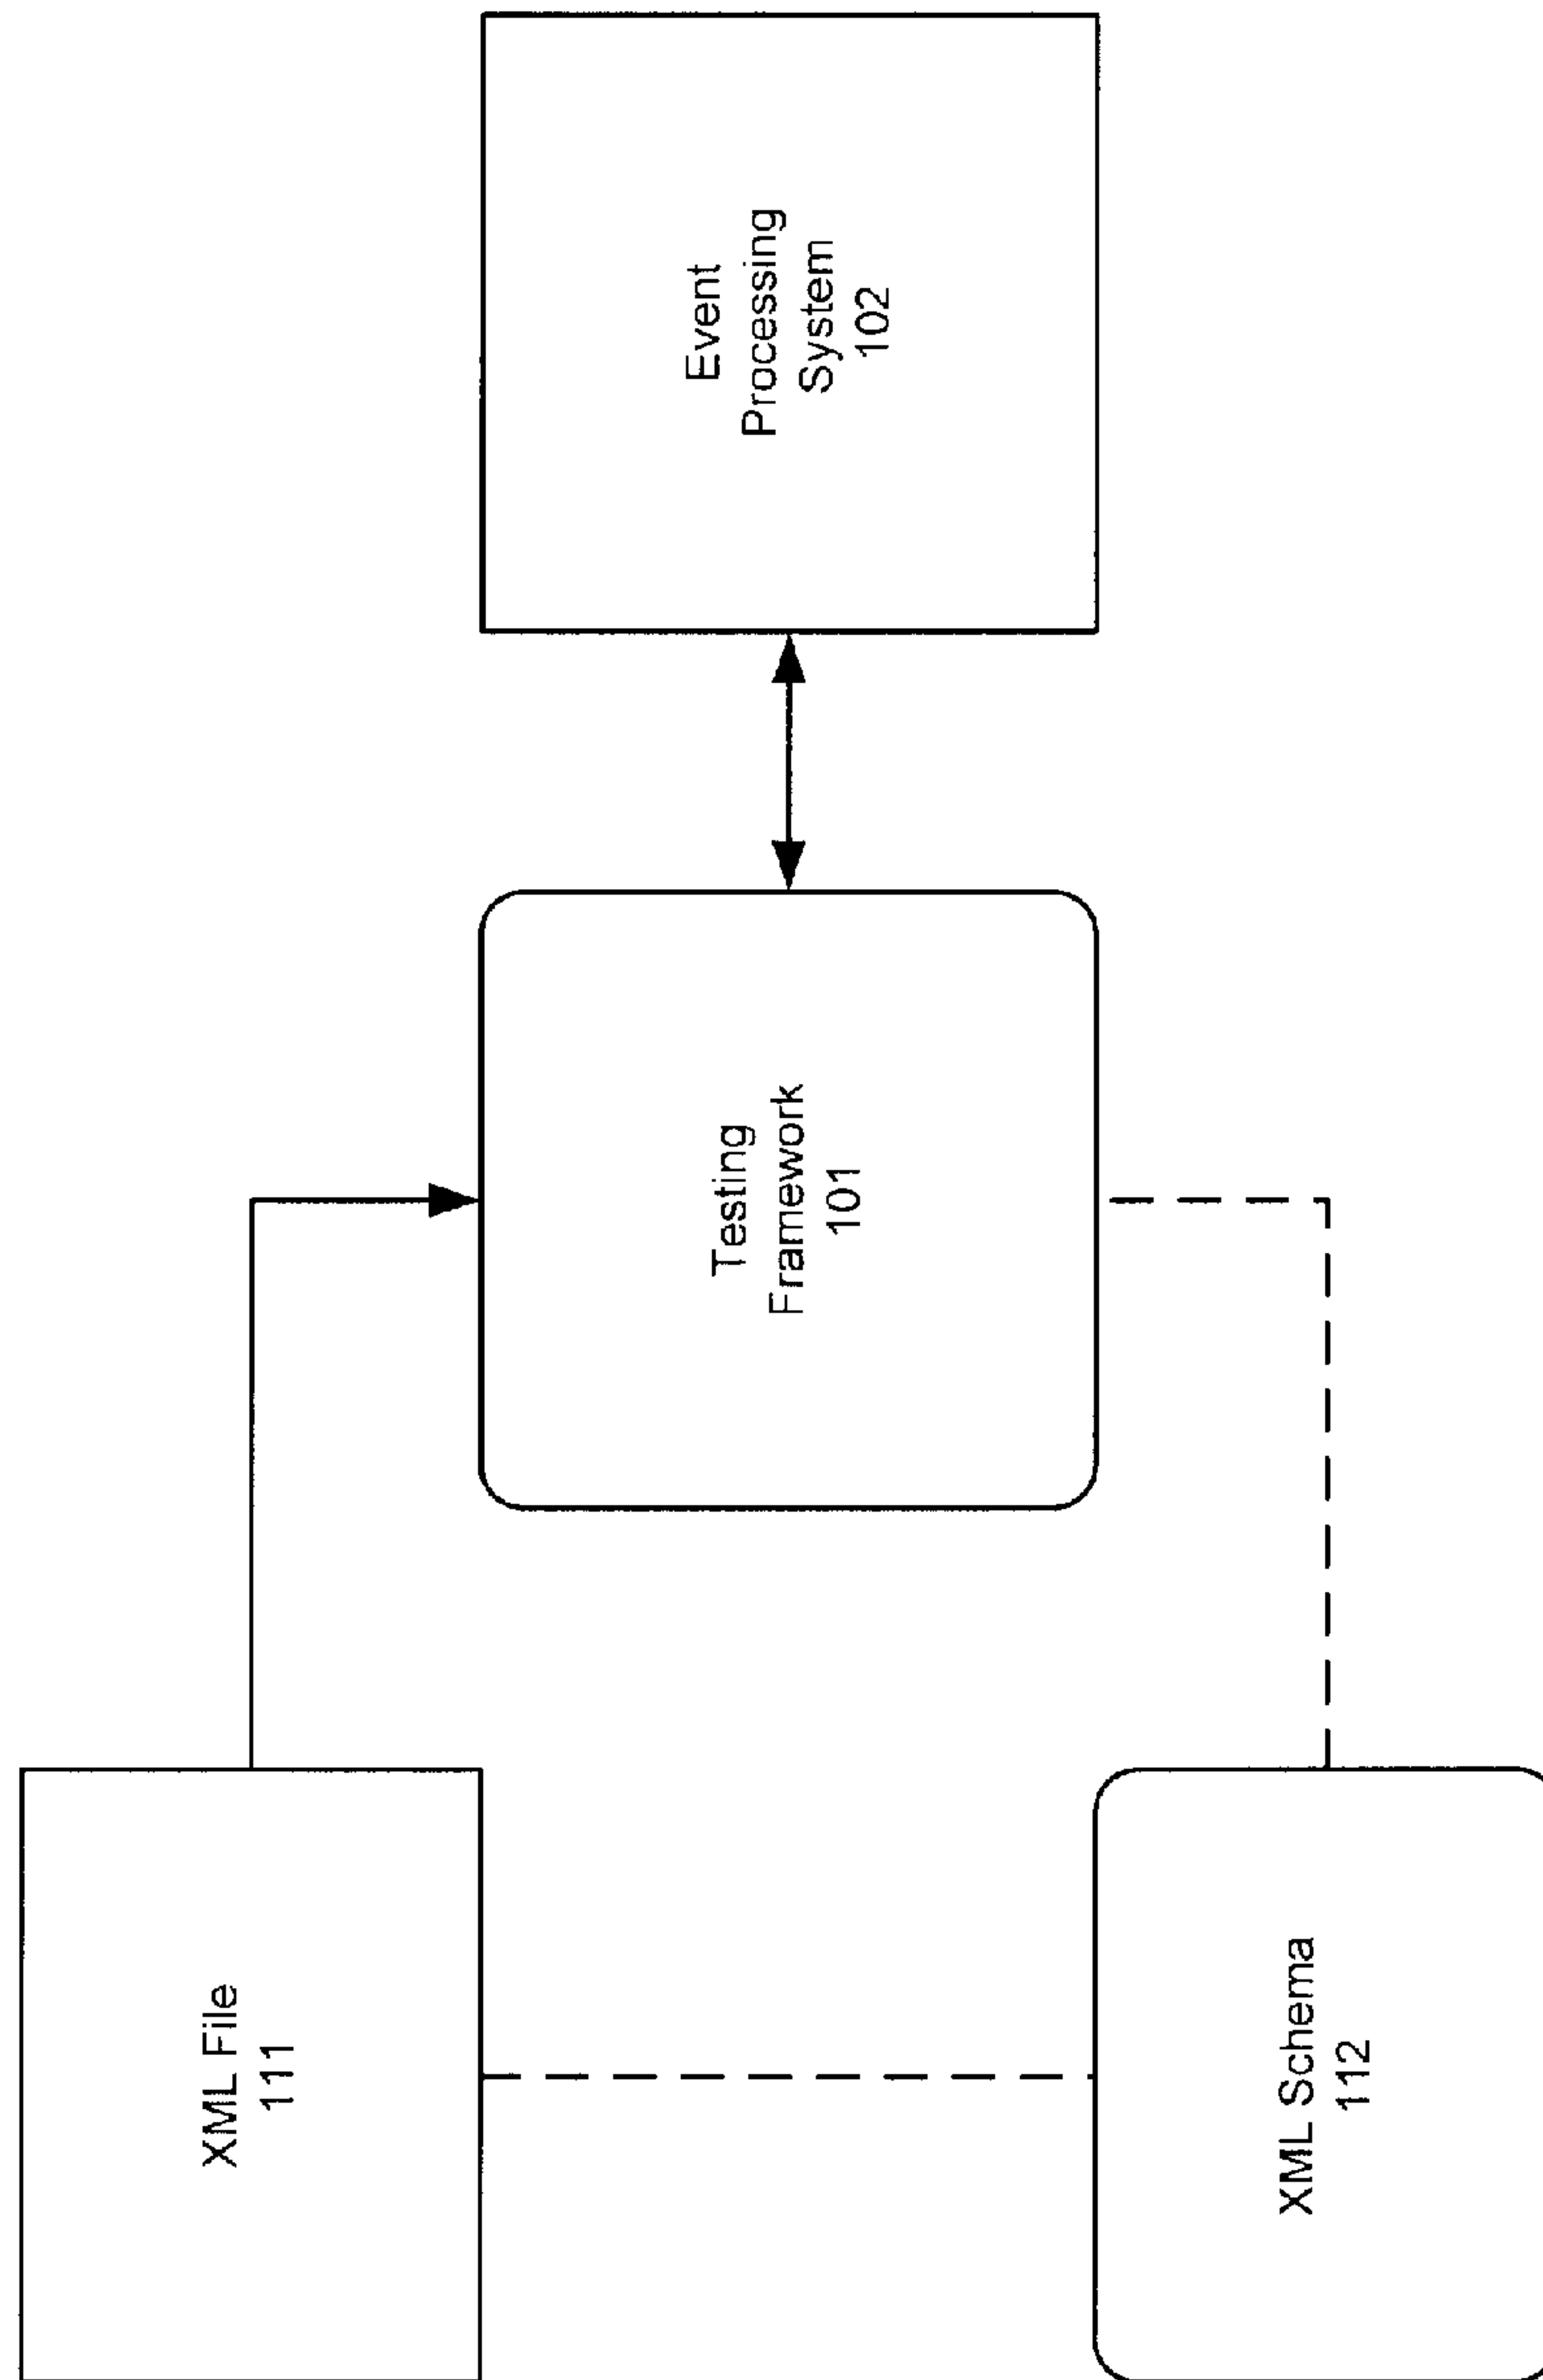 XML File
111
Testing
Framework
101
Event
Processing
System
102
XML Schema
112